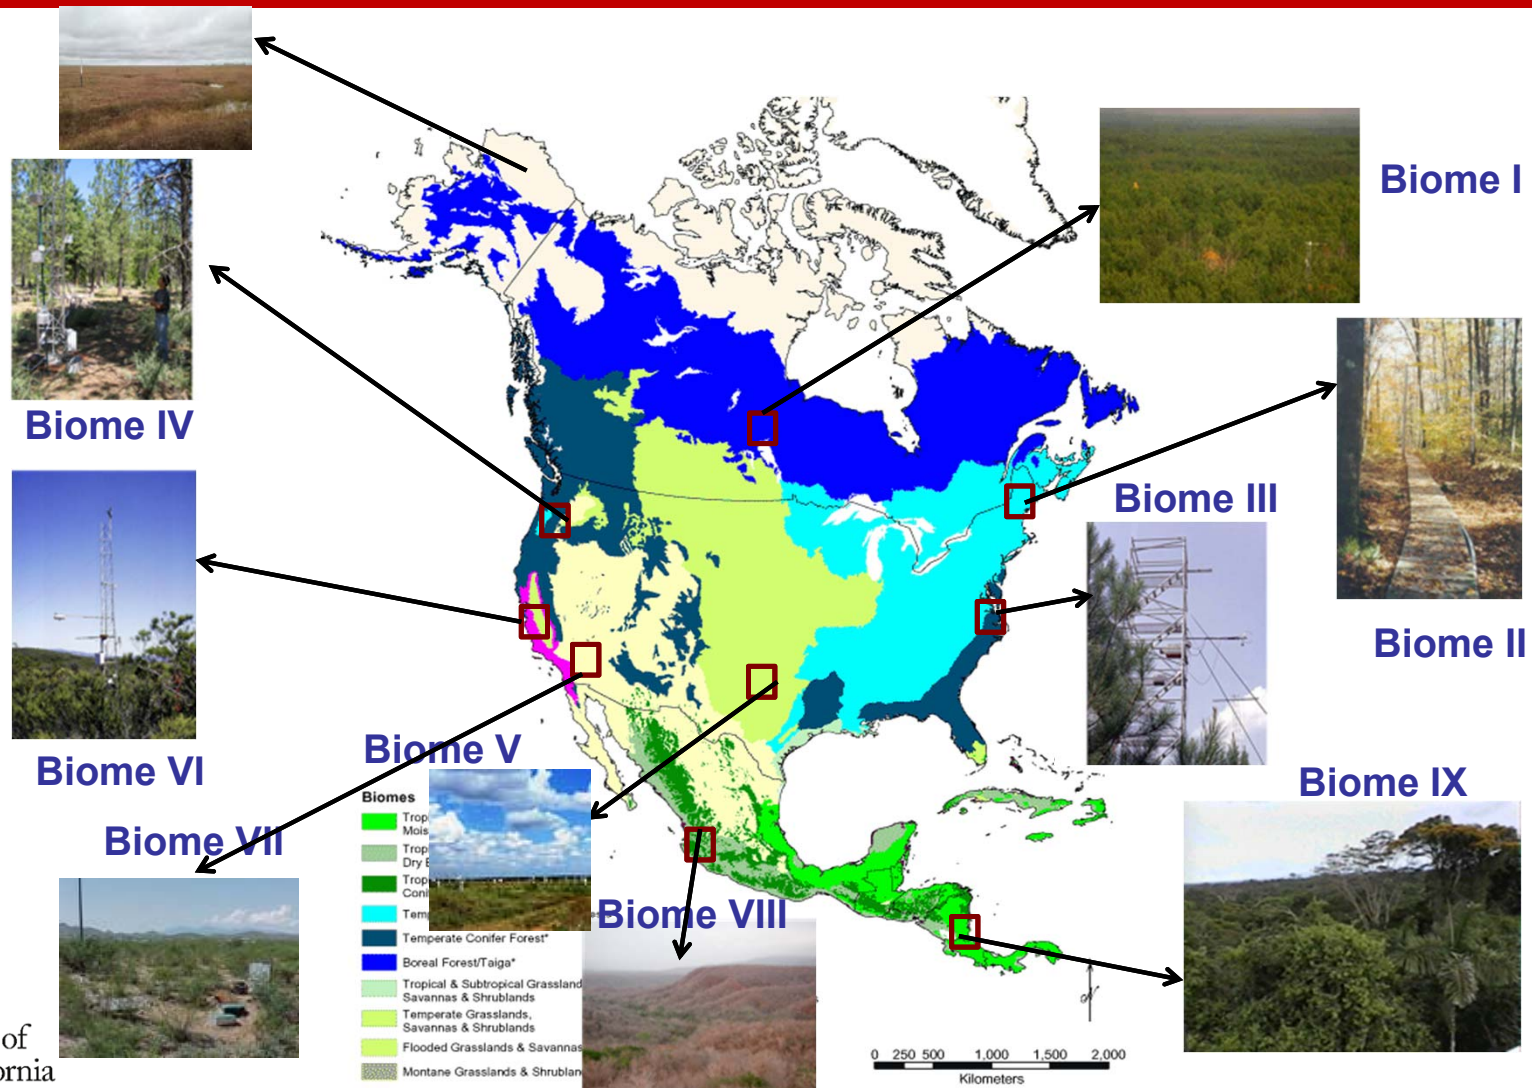 Biome I
Biome IV
Biome III
Biome II
Biome V
Biome VI
Biome IX
Biomes
Biome VII
Dry
Biome VIII
Temperate Conifer Forest*
Boreal Forest/Taiga*
Tropical & Subtropical Grassland
Savannas & Shrublands
Temperate Grasslands,
Savannas & Shrublands
Flooded Grasslands & Savannas
Montane Grasslands & Shrublan
N
0 250 500 1,000 1,500 2,000
Kilometers
of
ornia